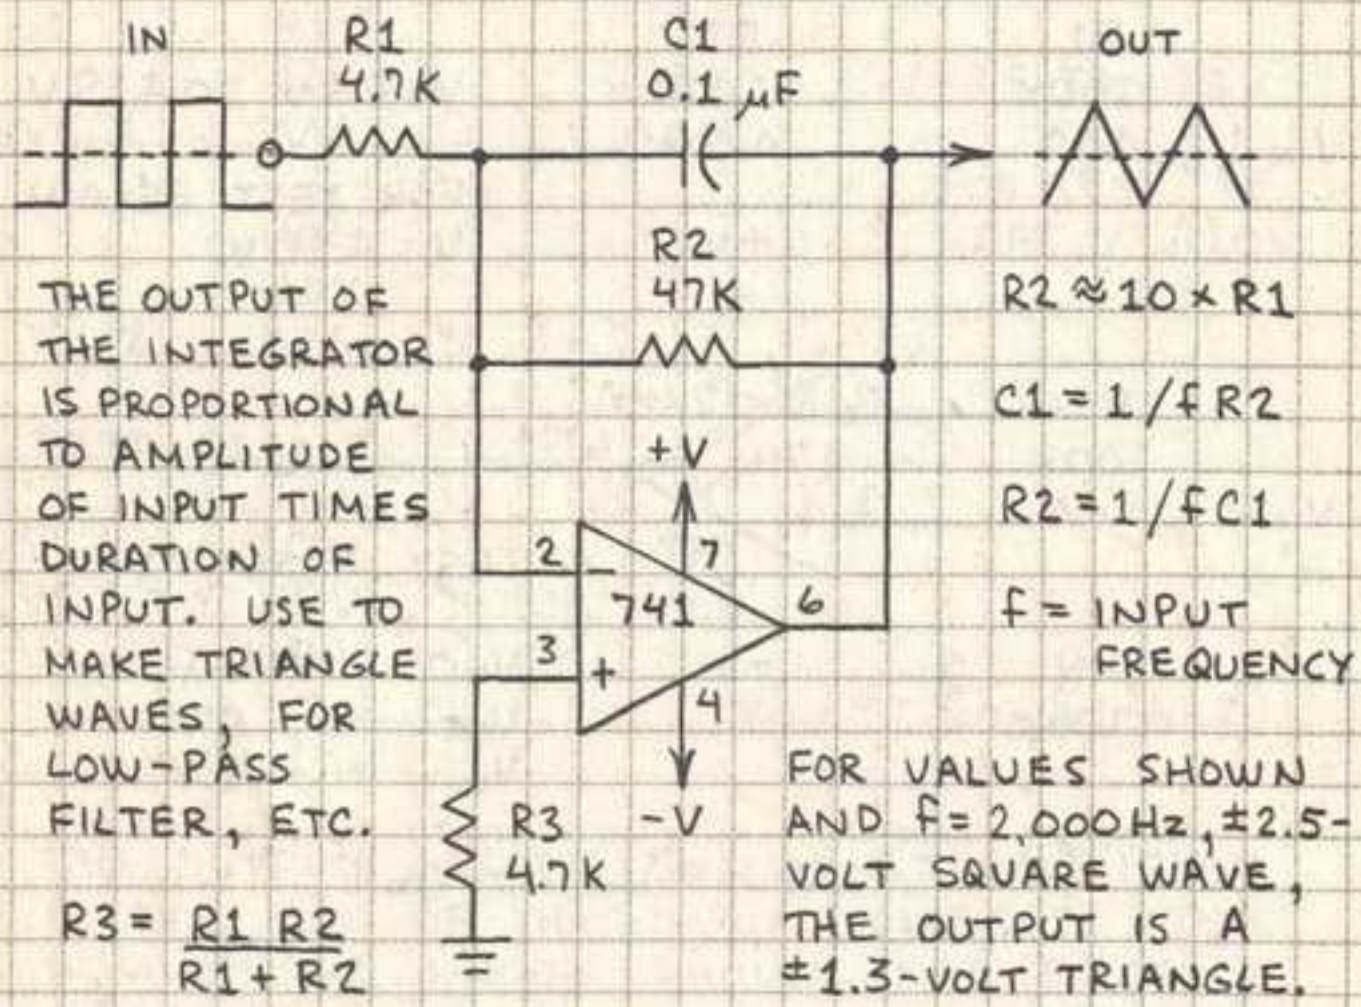 IN
R1
4.7K
C1
0.1 μF
OUT
R2
47K
THE OUTPUT OF
THE INTEGRATOR
IS PROPORTIONAL
TO AMPLITUDE
OF INPUT TIMES
DURATION OF
INPUT. USE TO
MAKE TRIANGLE
WAVES, FOR
LOW-PASS
FILTER, ETC.
R3 = R1 R2
R1 + R2
+V
2
−
7
741
6
3
+
4
−V
R3
4.7K
R2 ≈ 10 × R1
C1 = 1/f R2
R2 = 1/f C1
f = INPUT
FREQUENCY
FOR VALUES SHOWN
AND f = 2,000 Hz, ±2.5-
VOLT SQUARE WAVE,
THE OUTPUT IS A
±1.3-VOLT TRIANGLE.